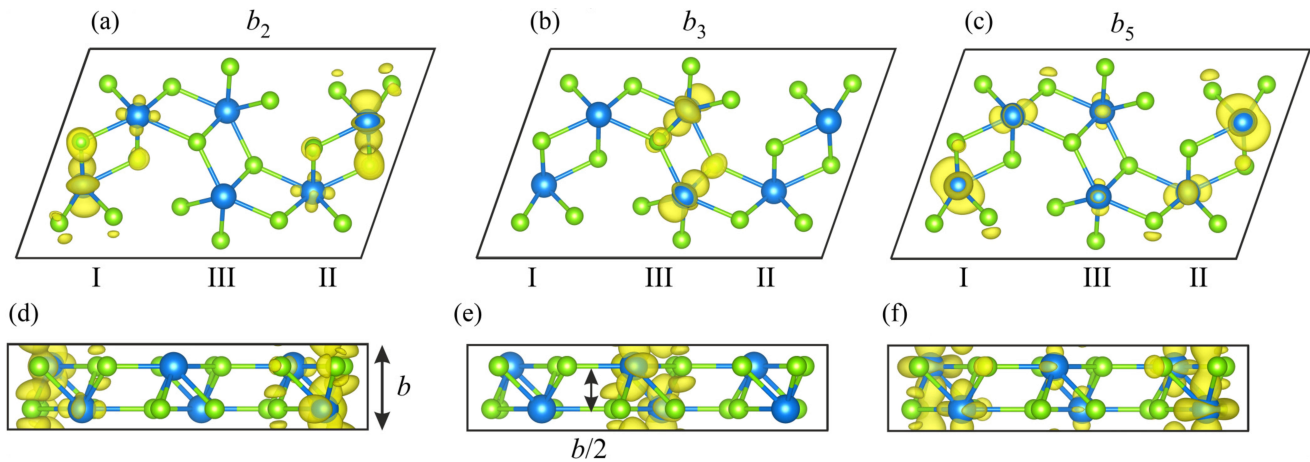 (a) b2
(b) b3
(c) b5
I III II
I III II
I III II
(d) b
(e) b/2
(f)